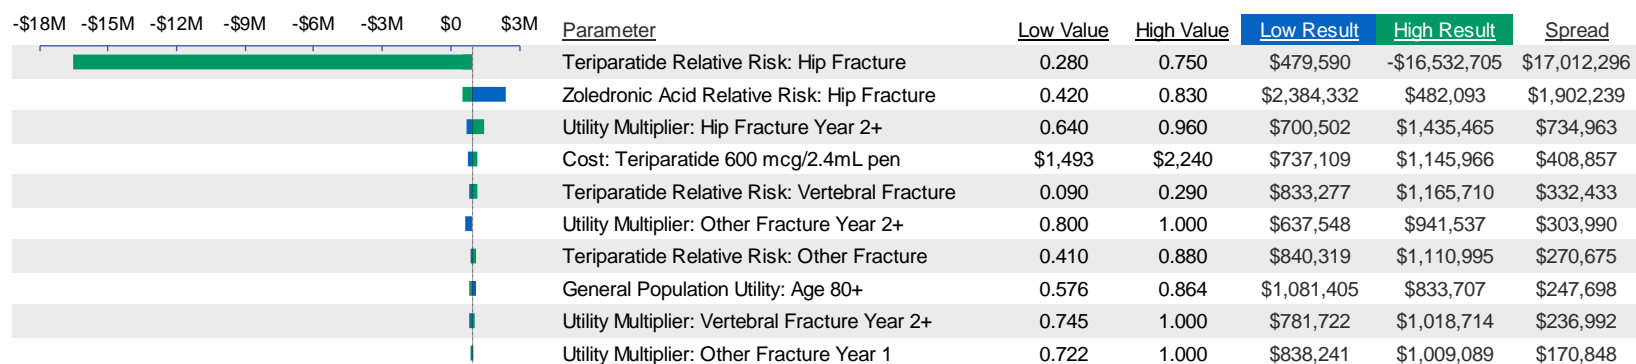 -$18M -$15M -$12M -$9M -$6M -$3M $0 $3M Parameter Low Value High Value Low Result High Result Spread
Teriparatide Relative Risk: Hip Fracture 0.280 0.750 $479,590 -$16,532,705 $17,012,296
Zoledronic Acid Relative Risk: Hip Fracture 0.420 0.830 $2,384,332 $482,093 $1,902,239
Utility Multiplier: Hip Fracture Year 2+ 0.640 0.960 $700,502 $1,435,465 $734,963
Cost: Teriparatide 600 mcg/2.4mL pen $1,493 $2,240 $737,109 $1,145,966 $408,857
Teriparatide Relative Risk: Vertebral Fracture 0.090 0.290 $833,277 $1,165,710 $332,433
Utility Multiplier: Other Fracture Year 2+ 0.800 1.000 $637,548 $941,537 $303,990
Teriparatide Relative Risk: Other Fracture 0.410 0.880 $840,319 $1,110,995 $270,675
General Population Utility: Age 80+ 0.576 0.864 $1,081,405 $833,707 $247,698
Utility Multiplier: Vertebral Fracture Year 2+ 0.745 1.000 $781,722 $1,018,714 $236,992
Utility Multiplier: Other Fracture Year 1 0.722 1.000 $838,241 $1,009,089 $170,848